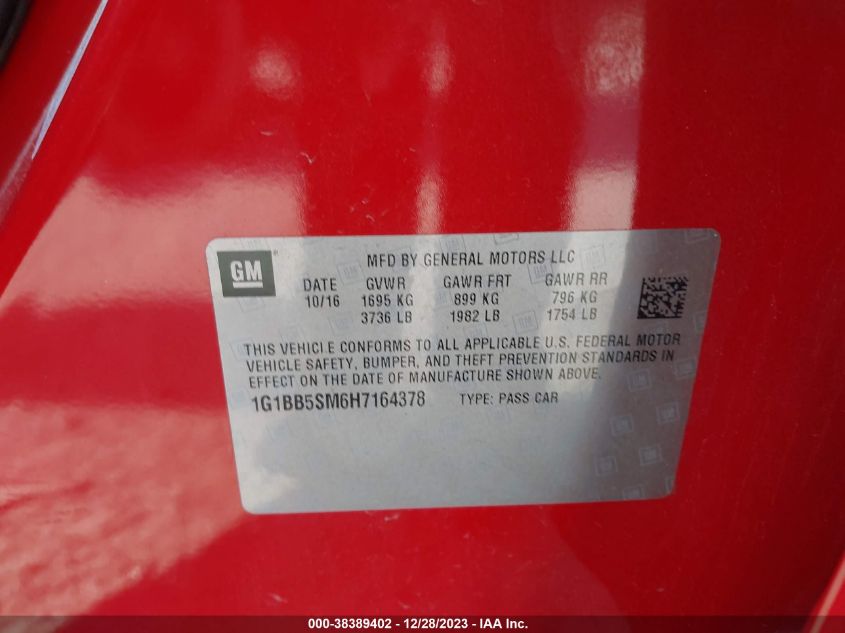 GM
MFD BY GENERAL MOTORS LLC
DATE GVWR GAWR FRT GAWR RR
10/16 1695 KG 899 KG 796 KG
3736 LB 1982 LB 1754 LB
THIS VEHICLE CONFORMS TO ALL APPLICABLE U.S. FEDERAL MOTOR
VEHICLE SAFETY, BUMPER, AND THEFT PREVENTION STANDARDS IN
EFFECT ON THE DATE OF MANUFACTURE SHOWN ABOVE.
1G1BB5SM6H7164378 TYPE: PASS CAR
000-38389402 - 12/28/2023 - IAA Inc.